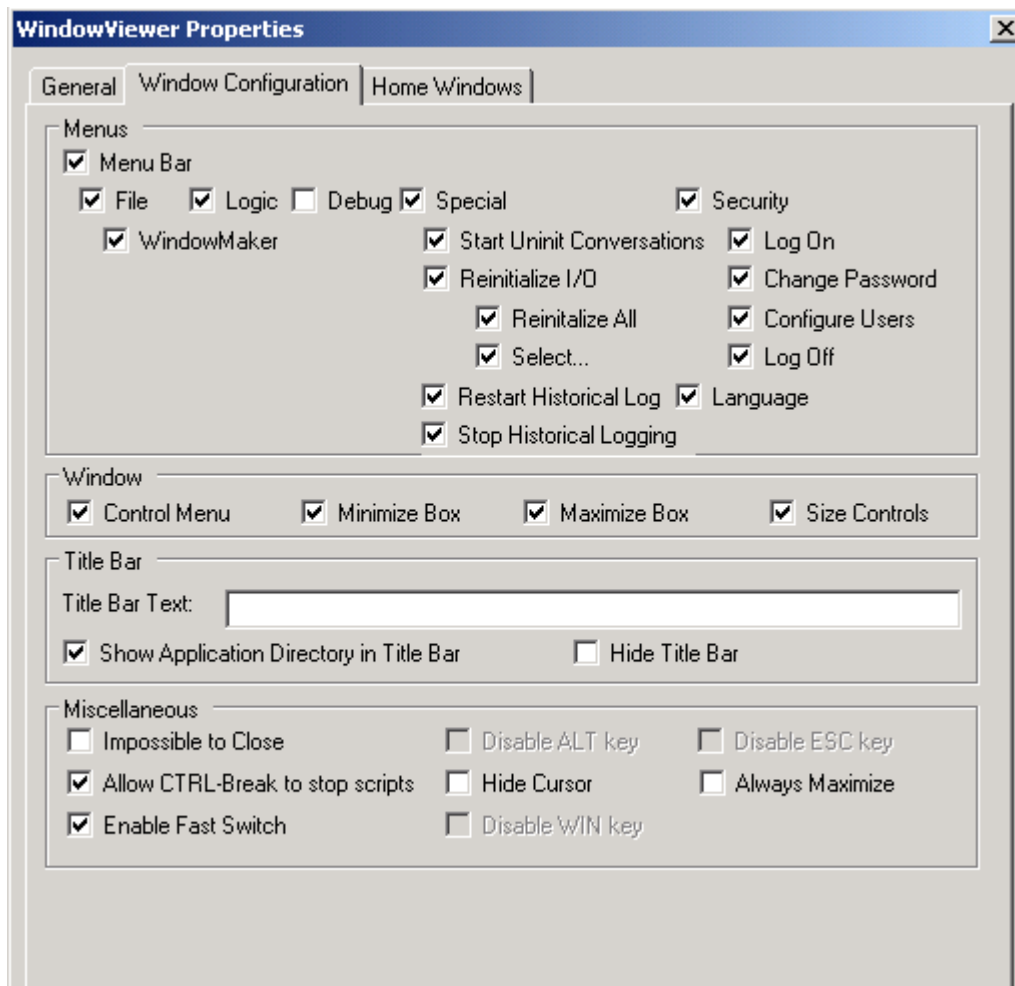 WindowViewer Properties
General Window Configuration Home Windows
Menus
Menu Bar
File Logic Debug Special Security
WindowMaker Start Uninit Conversations Log On
Reinitialize I/O Change Password
Reinitalize All Configure Users
Select... Log Off
Restart Historical Log Language
Stop Historical Logging
Window
Control Menu Minimize Box Maximize Box Size Controls
Title Bar
Title Bar Text:
Show Application Directory in Title Bar Hide Title Bar
Miscellaneous
Impossible to Close Disable ALT key Disable ESC key
Allow CTRL-Break to stop scripts Hide Cursor Always Maximize
Enable Fast Switch Disable WIN key